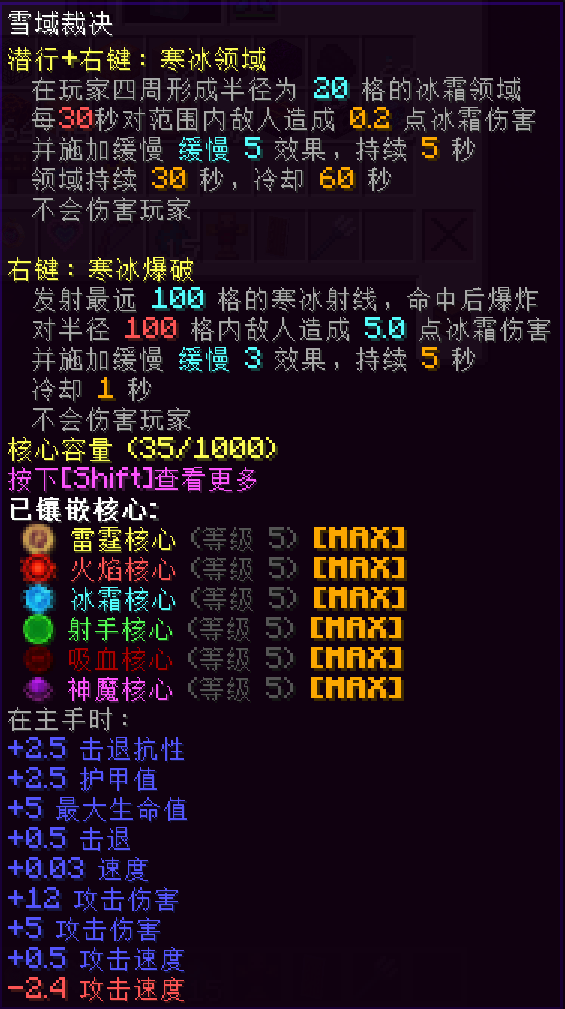 雪域裁决
潜行+右键: 寒冰领域
在玩家四周形成半径为 20 格的冰霜领域
每30秒对范围内敌人造成 0.2 点冰霜伤害
并施加缓慢 缓慢 5 效果, 持续 5 秒
领域持续 30 秒, 冷却 60 秒
不会伤害玩家
右键: 寒冰爆破
发射最远 100 格的寒冰射线, 命中后爆炸
对半径 100 格内敌人造成 5.0 点冰霜伤害
并施加缓慢 缓慢 3 效果, 持续 5 秒
冷却 1 秒
不会伤害玩家
核心容量 (35/1000)
按下[Shift]查看更多
已镶嵌核心:
雷霆核心 (等级 5) [MAX]
火焰核心 (等级 5) [MAX]
冰霜核心 (等级 5) [MAX]
射手核心 (等级 5) [MAX]
吸血核心 (等级 5) [MAX]
神魔核心 (等级 5) [MAX]
在主手时:
+2.5 击退抗性
+2.5 护甲值
+5 最大生命值
+0.5 击退
+0.03 速度
+12 攻击伤害
+5 攻击伤害
+0.5 攻击速度
-2.4 攻击速度